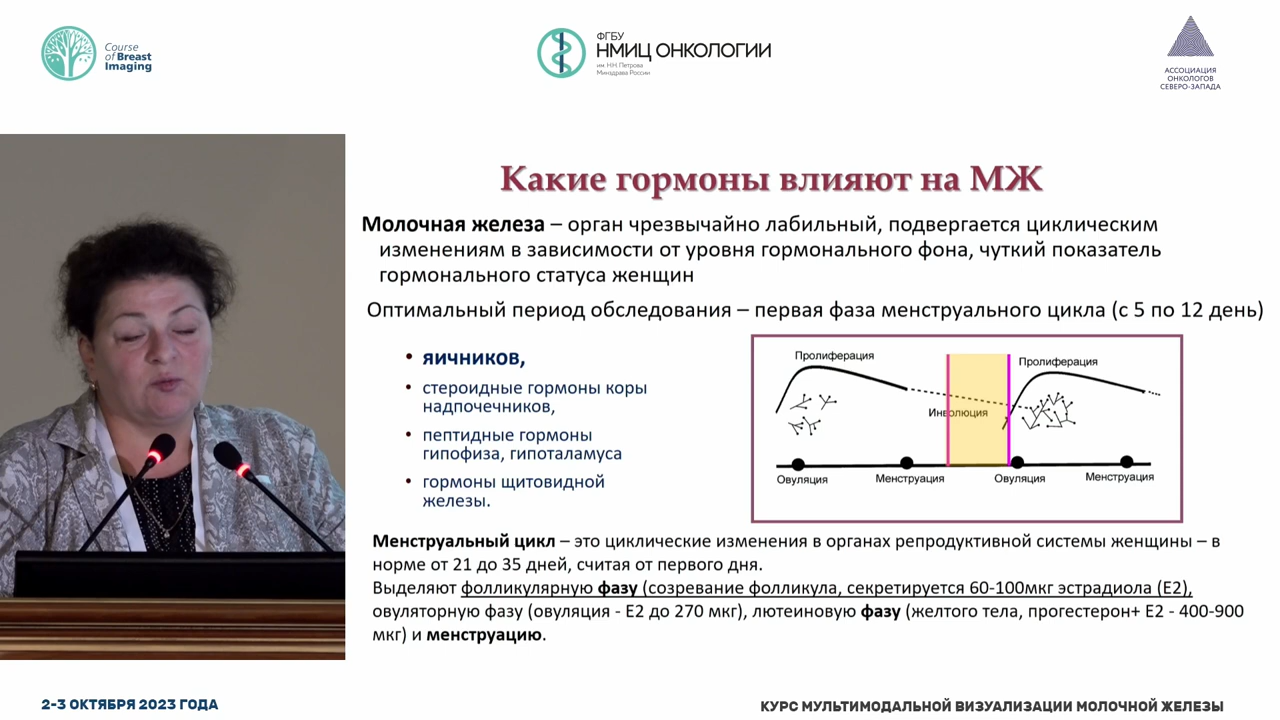 Course
of Breast
Imaging
ФГБУ
НМИЦ ОНКОЛОГИИ
им. Н.Н. Петрова
Минздрава России
АССОЦИАЦИЯ
ОНКОЛОГОВ
СЕВЕРО-ЗАПАДА
Какие гормоны влияют на МЖ
Молочная железа – орган чрезвычайно лабильный, подвергается циклическим
изменениям в зависимости от уровня гормонального фона, чуткий показатель
гормонального статуса женщин
Оптимальный период обследования – первая фаза менструального цикла (с 5 по 12 день)
• яичников,
• стероидные гормоны коры
надпочечников,
• пептидные гормоны
гипофиза, гипоталамуса
• гормоны щитовидной
железы.
Пролиферация
Пролиферация
Инволюция
Овуляция
Менструация
Овуляция
Менструация
Менструальный цикл – это циклические изменения в органах репродуктивной системы женщины – в
норме от 21 до 35 дней, считая от первого дня.
Выделяют фолликулярную фазу (созревание фолликула, секретируется 60-100мкг эстрадиола (Е2),
овуляторную фазу (овуляция - Е2 до 270 мкг), лютеиновую фазу (желтого тела, прогестерон+ Е2 - 400-900
мкг) и менструацию.
2-3 ОКТЯБРЯ 2023 ГОДА
КУРС МУЛЬТИМОДАЛЬНОЙ ВИЗУАЛИЗАЦИИ МОЛОЧНОЙ ЖЕЛЕЗЫ